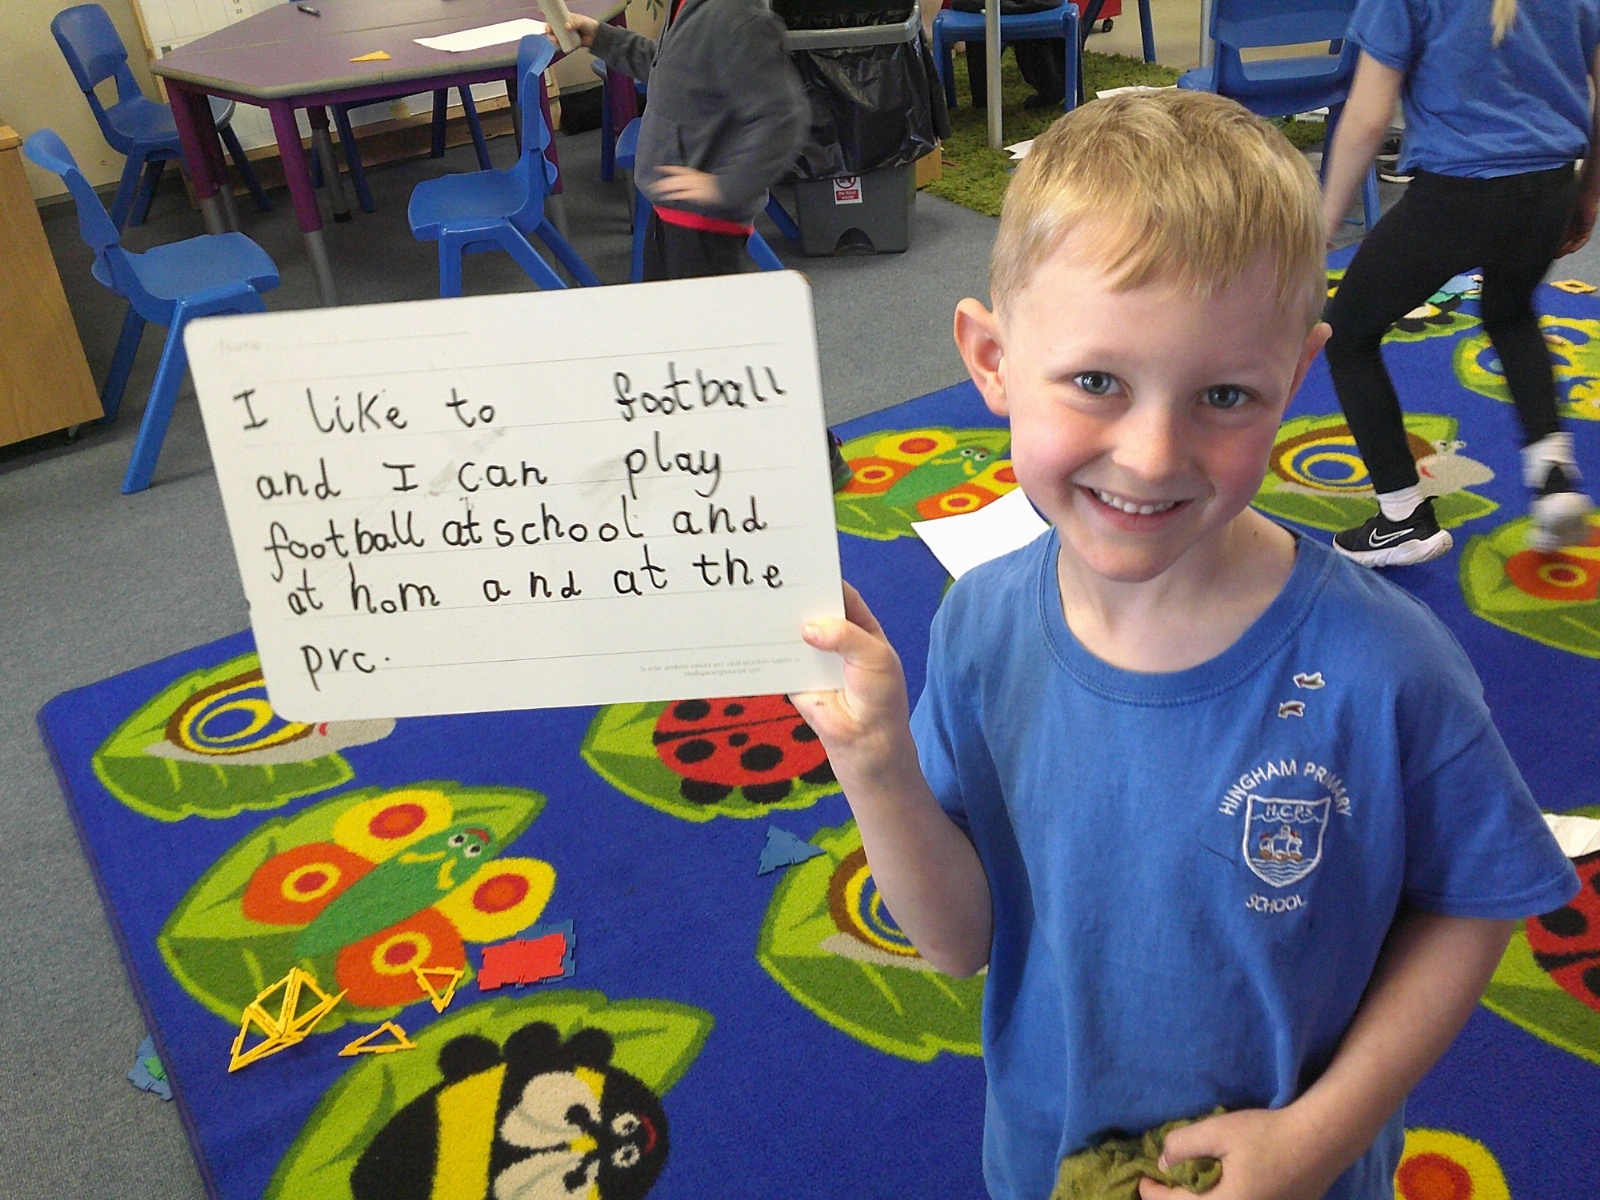 I like to football
and I can play
football at school and
at hom and at the
prc.
HINGHAM PRIMARY
H.C.P.S
SCHOOL